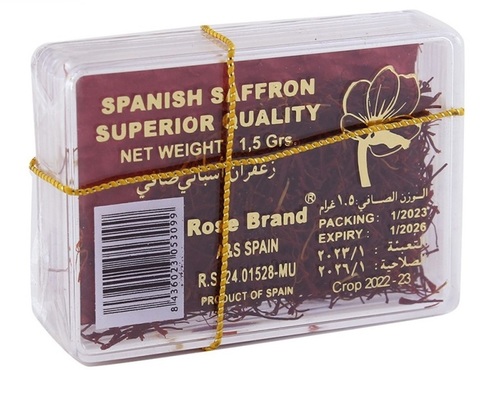 SPANISH SAFFRON
SUPERIOR QUALITY
NET WEIGHT 1,5 Grs.
زعفران اسباني صافي
Rose Brand ®
SPAIN
R.S. 24.01528-MU
PRODUCT OF SPAIN
الوزن الصافي ١.٥ غرام
PACKING: 1/2023
EXPIRY: 1/2026
التعبئة: ٢٠٢٣/١
الصلاحية: ٢٠٢٦/١
Crop 2022-23
8436023053099